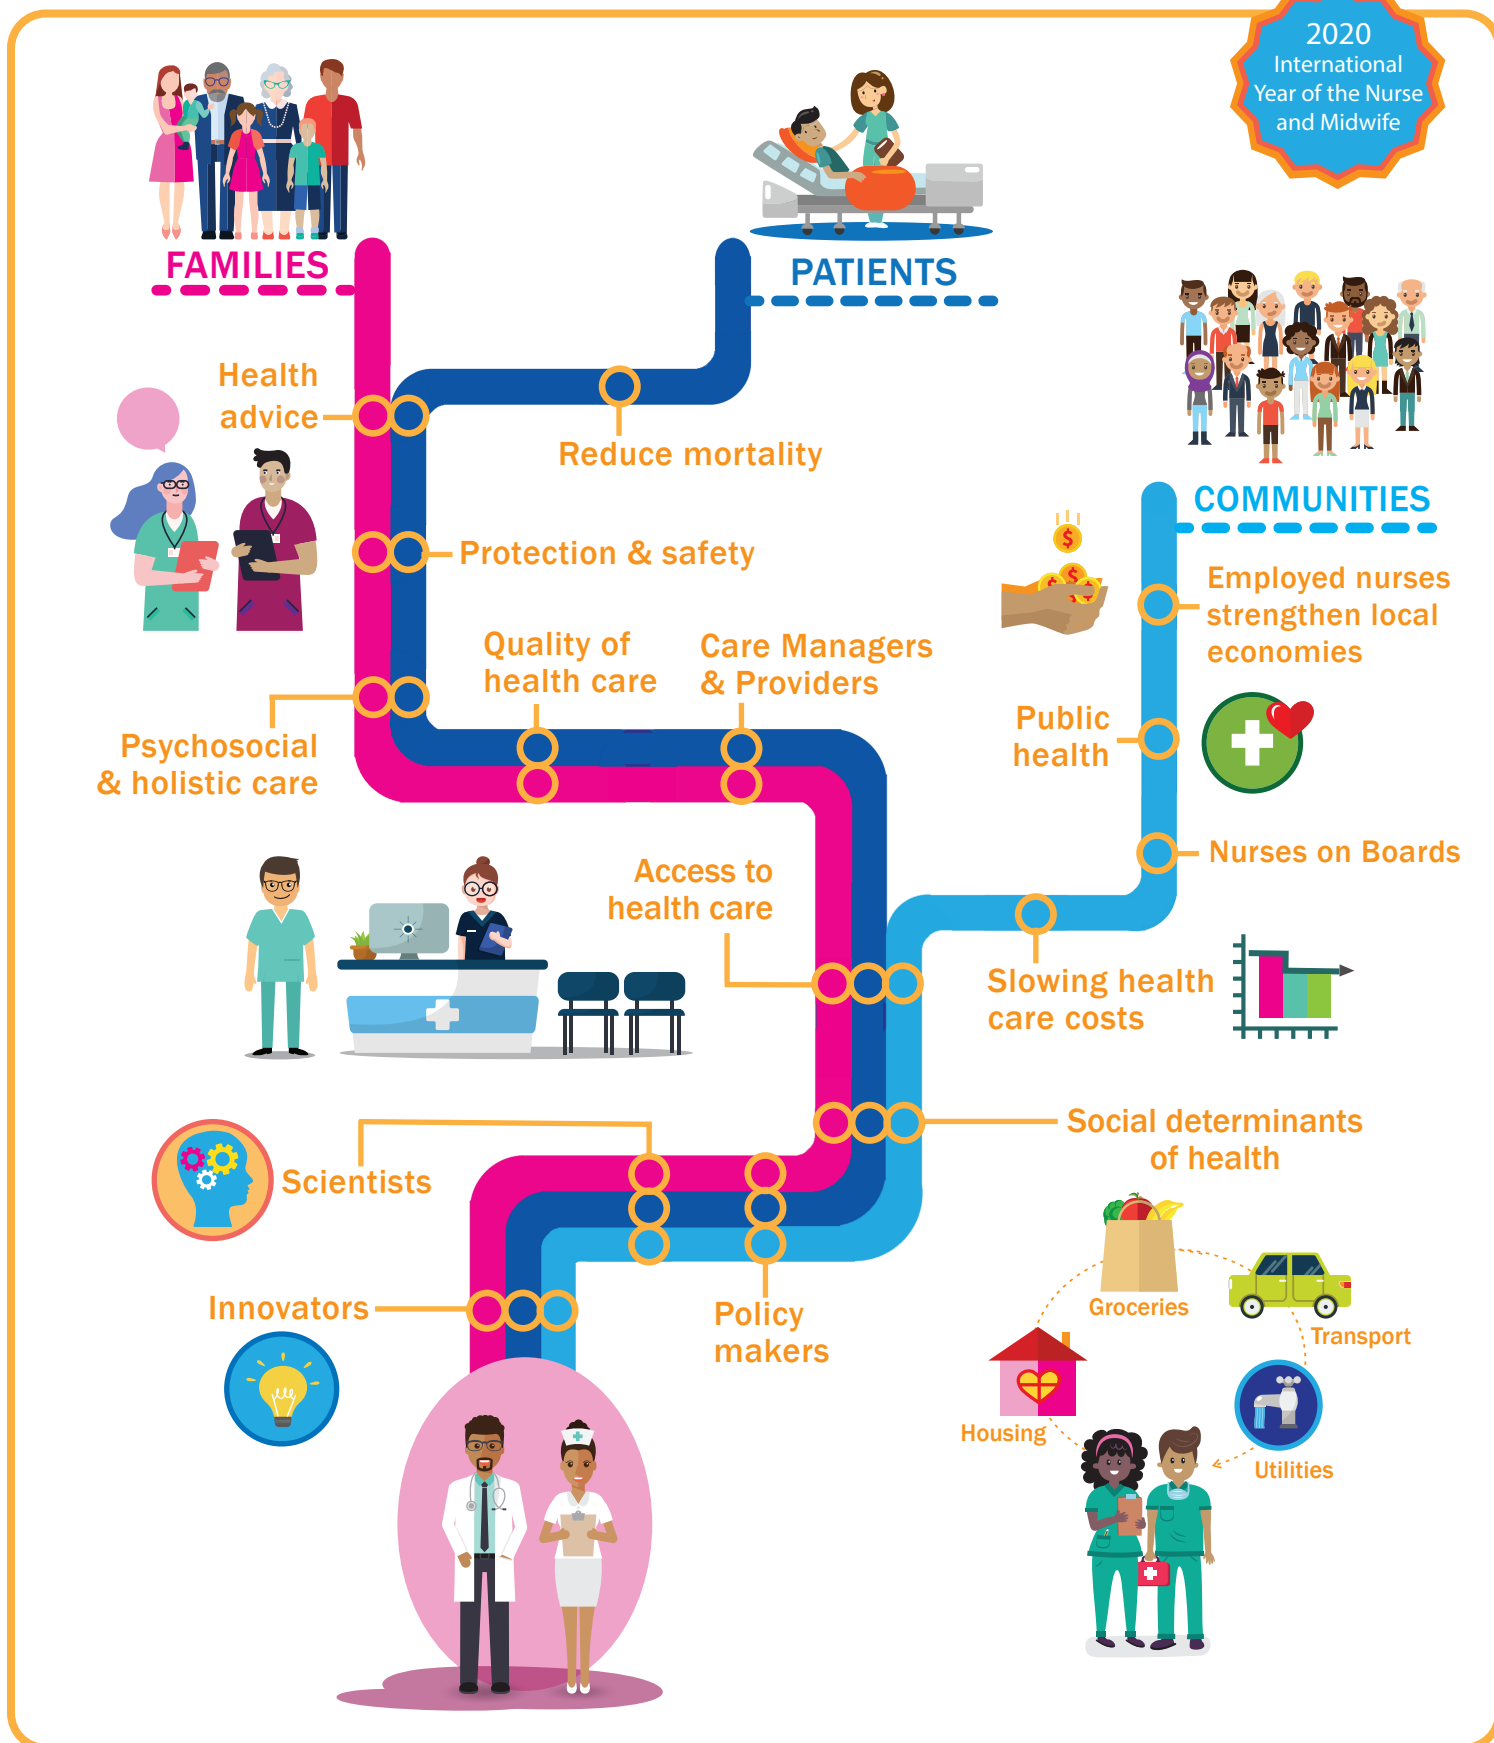 2020
International
Year of the Nurse
and Midwife
FAMILIES
PATIENTS
Health
advice
Reduce mortality
COMMUNITIES
Protection & safety
Employed nurses
strengthen local
economies
Quality of
health care
Care Managers
& Providers
Public
health
Psychosocial
& holistic care
Nurses on Boards
Access to
health care
Slowing health
care costs
Social determinants
of health
Scientists
Innovators
Policy
makers
Groceries
Transport
Housing
Utilities
$
$
$
$
$